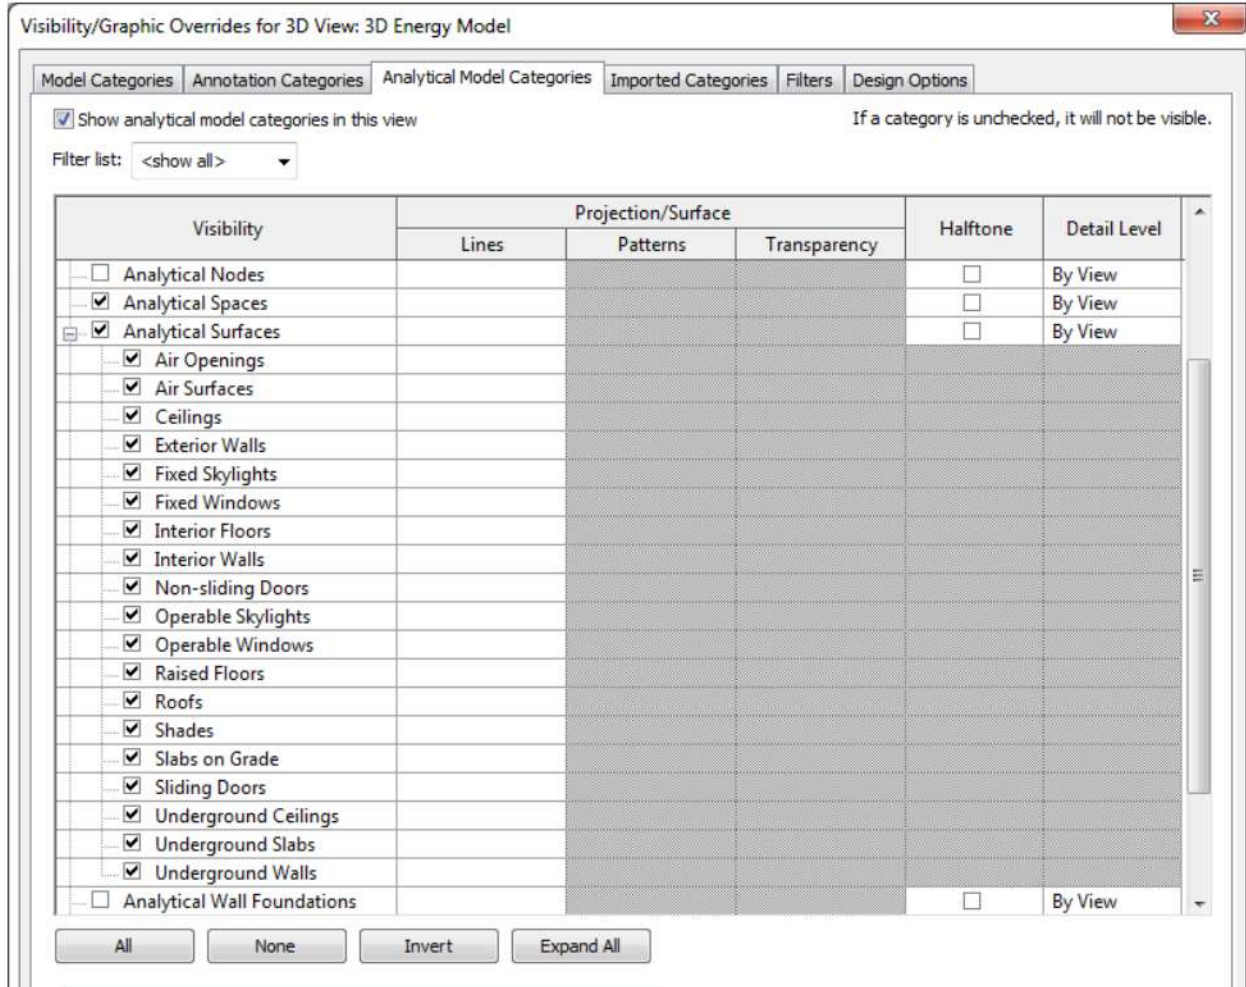 Visibility/Graphic Overrides for 3D View: 3D Energy Model
Model Categories Annotation Categories Analytical Model Categories Imported Categories Filters Design Options
Show analytical model categories in this view If a category is unchecked, it will not be visible.
Filter list: <show all>
Visibility Projection/Surface Halftone Detail Level
Lines Patterns Transparency
Analytical Nodes By View
Analytical Spaces By View
Analytical Surfaces By View
Air Openings
Air Surfaces
Ceilings
Exterior Walls
Fixed Skylights
Fixed Windows
Interior Floors
Interior Walls
Non-sliding Doors
Operable Skylights
Operable Windows
Raised Floors
Roofs
Shades
Slabs on Grade
Sliding Doors
Underground Ceilings
Underground Slabs
Underground Walls
Analytical Wall Foundations By View
All None Invert Expand All